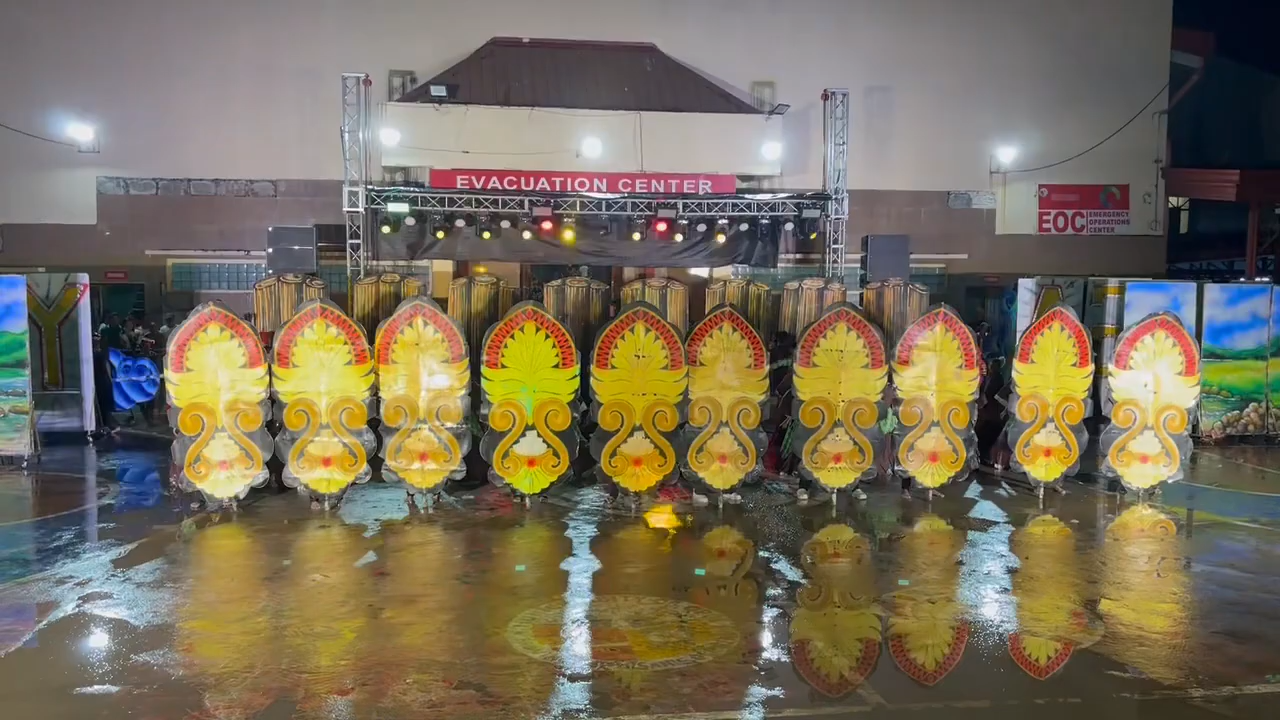 EVACUATION CENTER
EOC
EMERGENCY
OPERATIONS
CENTER
Y
A